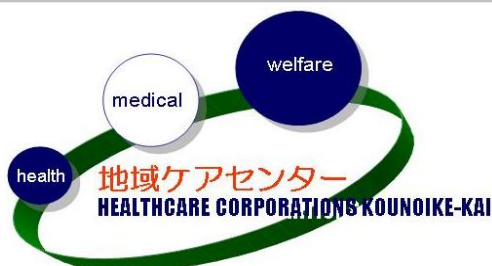 welfare
medical
health
地域ケアセンター
HEALTHCARE CORPORATIONS KOUNOIKE-KAI